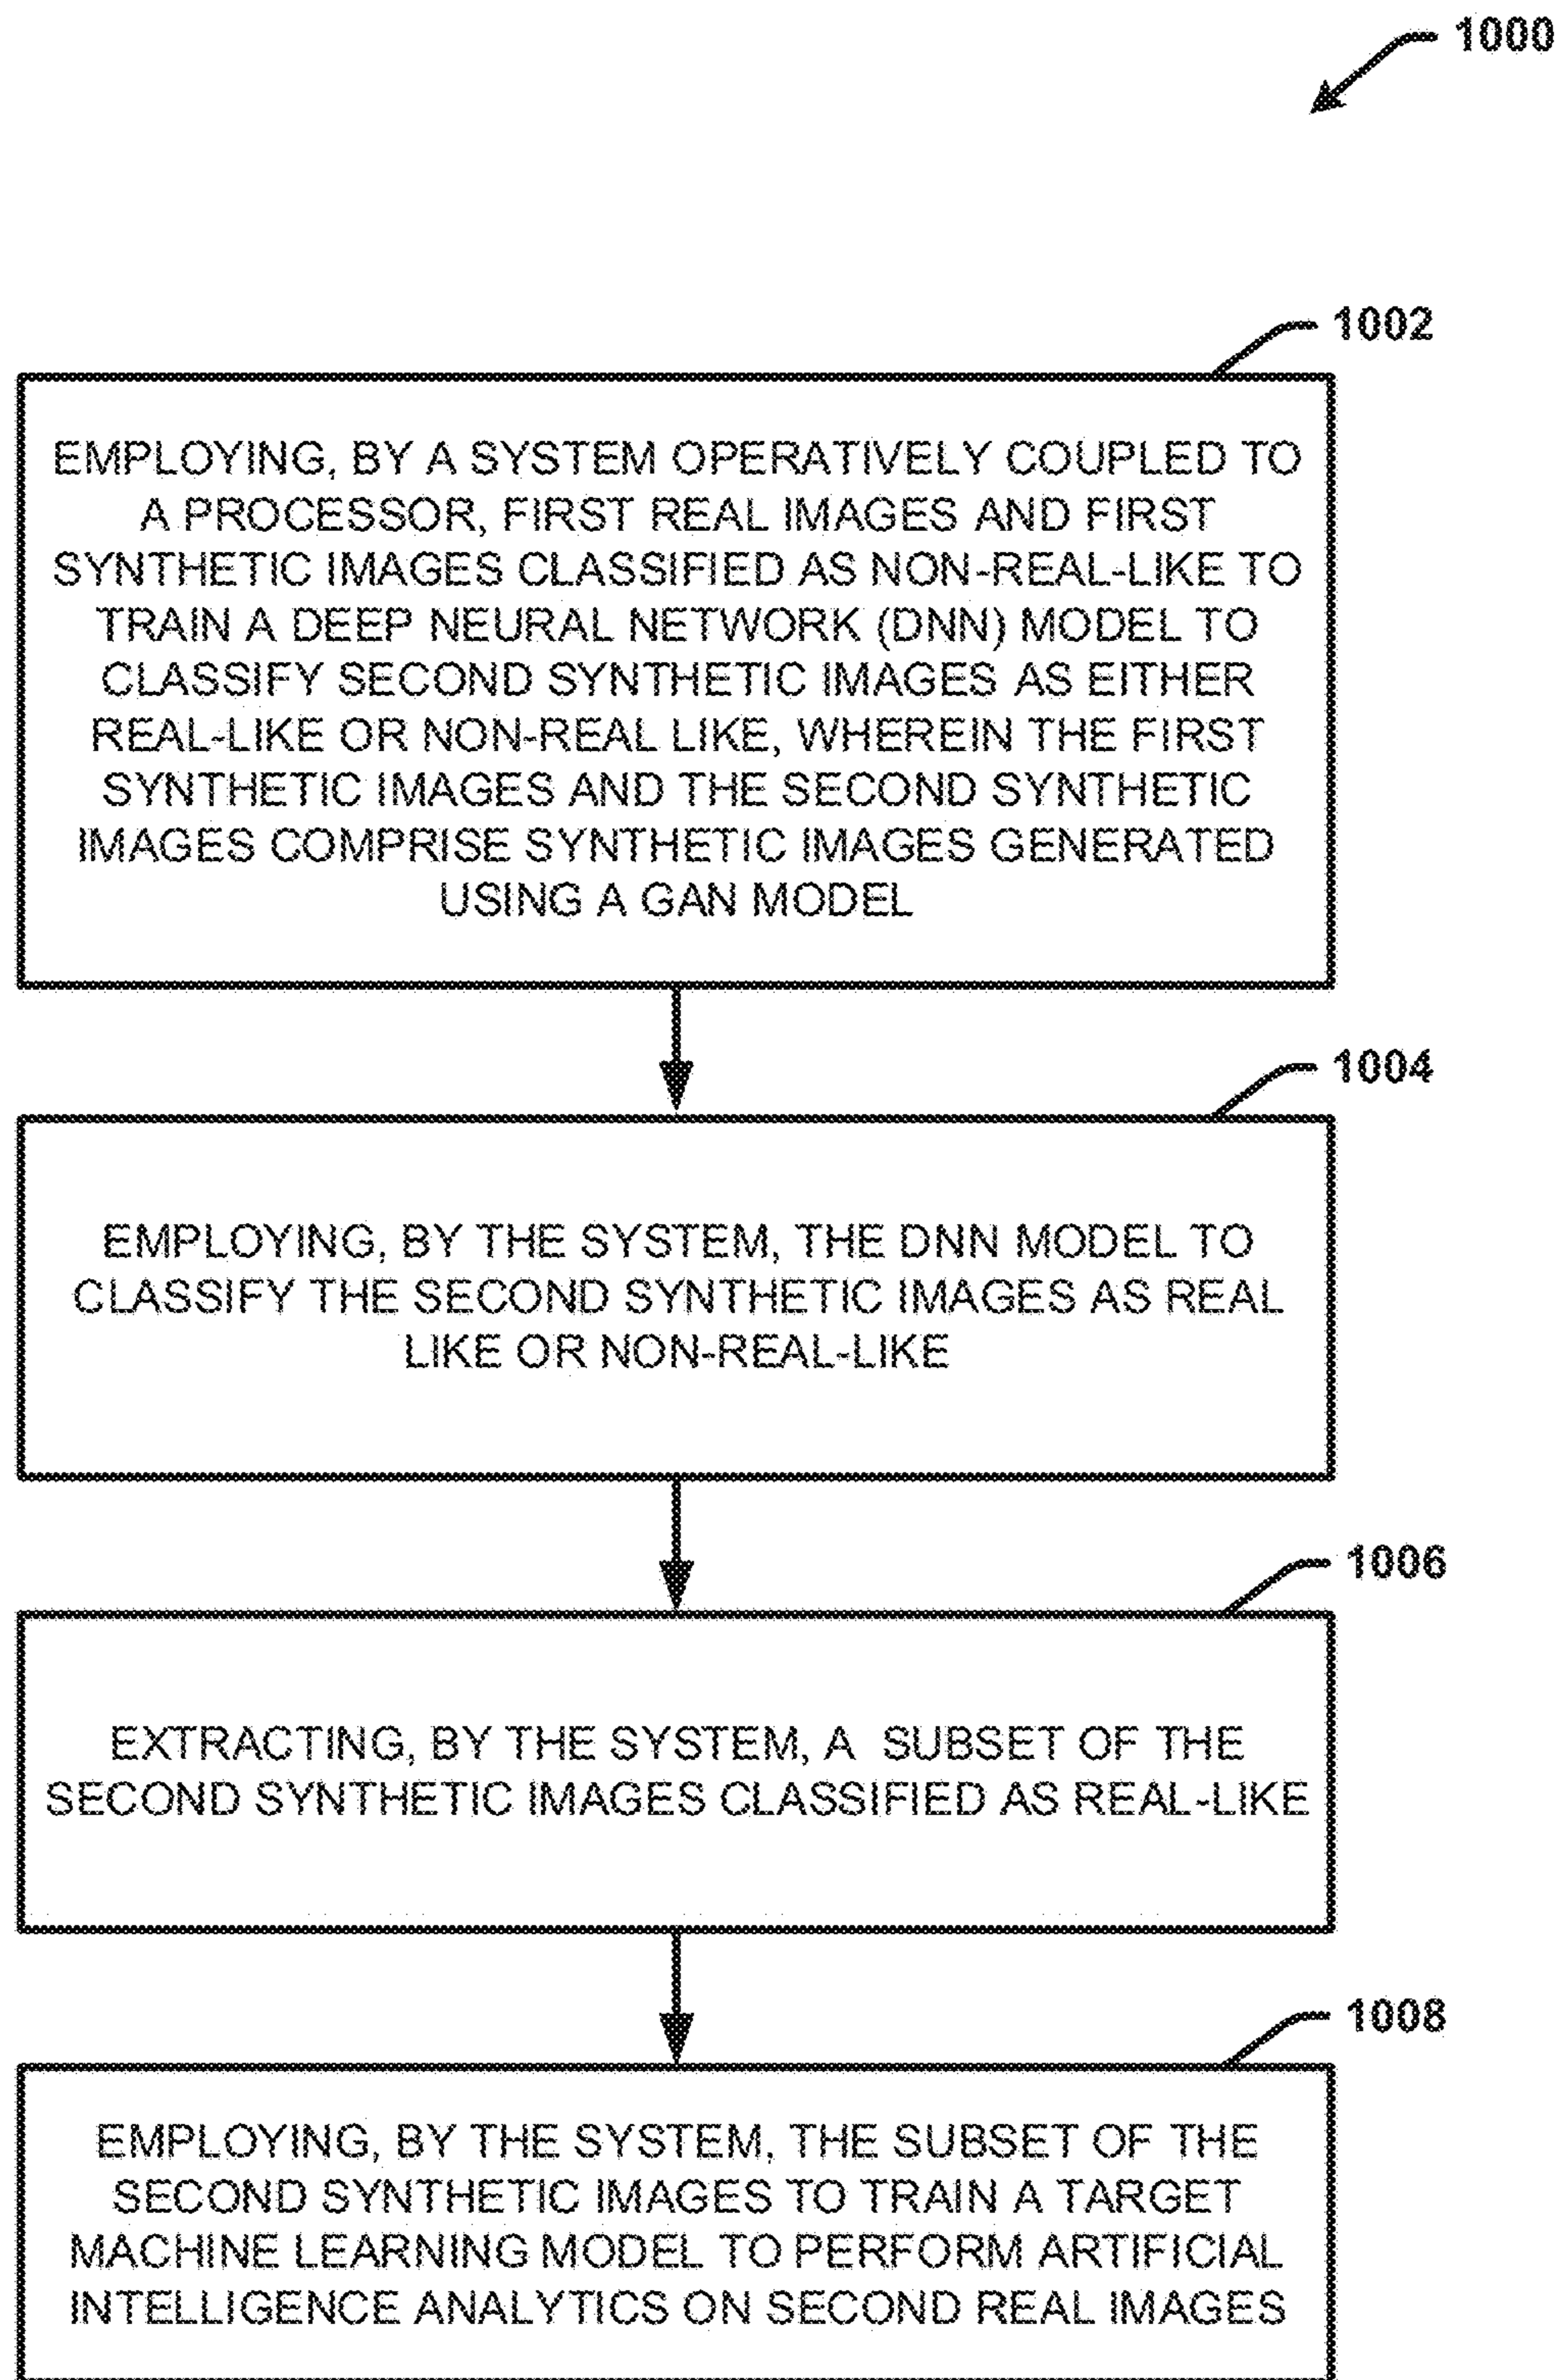 1000
1002
EMPLOYING, BY A SYSTEM OPERATIVELY COUPLED TO
A PROCESSOR, FIRST REAL IMAGES AND FIRST
SYNTHETIC IMAGES CLASSIFIED AS NON-REAL-LIKE TO
TRAIN A DEEP NEURAL NETWORK (DNN) MODEL TO
CLASSIFY SECOND SYNTHETIC IMAGES AS EITHER
REAL-LIKE OR NON-REAL LIKE, WHEREIN THE FIRST
SYNTHETIC IMAGES AND THE SECOND SYNTHETIC
IMAGES COMPRISE SYNTHETIC IMAGES GENERATED
USING A GAN MODEL
1004
EMPLOYING, BY THE SYSTEM, THE DNN MODEL TO
CLASSIFY THE SECOND SYNTHETIC IMAGES AS REAL
LIKE OR NON-REAL-LIKE
1006
EXTRACTING, BY THE SYSTEM, A SUBSET OF THE
SECOND SYNTHETIC IMAGES CLASSIFIED AS REAL-LIKE
1008
EMPLOYING, BY THE SYSTEM, THE SUBSET OF THE
SECOND SYNTHETIC IMAGES TO TRAIN A TARGET
MACHINE LEARNING MODEL TO PERFORM ARTIFICIAL
INTELLIGENCE ANALYTICS ON SECOND REAL IMAGES